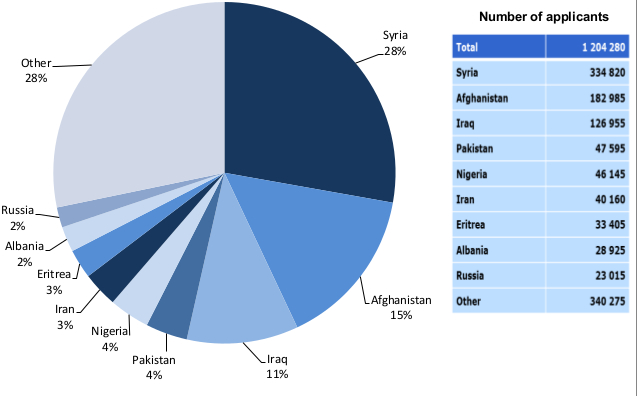 Number of applicants
Total 1 204 280
Syria 334 820
Afghanistan 182 985
Iraq 126 955
Pakistan 47 595
Nigeria 46 145
Iran 40 160
Eritrea 33 405
Albania 28 925
Russia 23 015
Other 340 275
Syria
28%
Afghanistan
15%
Iraq
11%
Pakistan
4%
Nigeria
4%
Iran
3%
Eritrea
3%
Albania
2%
Russia
2%
Other
28%